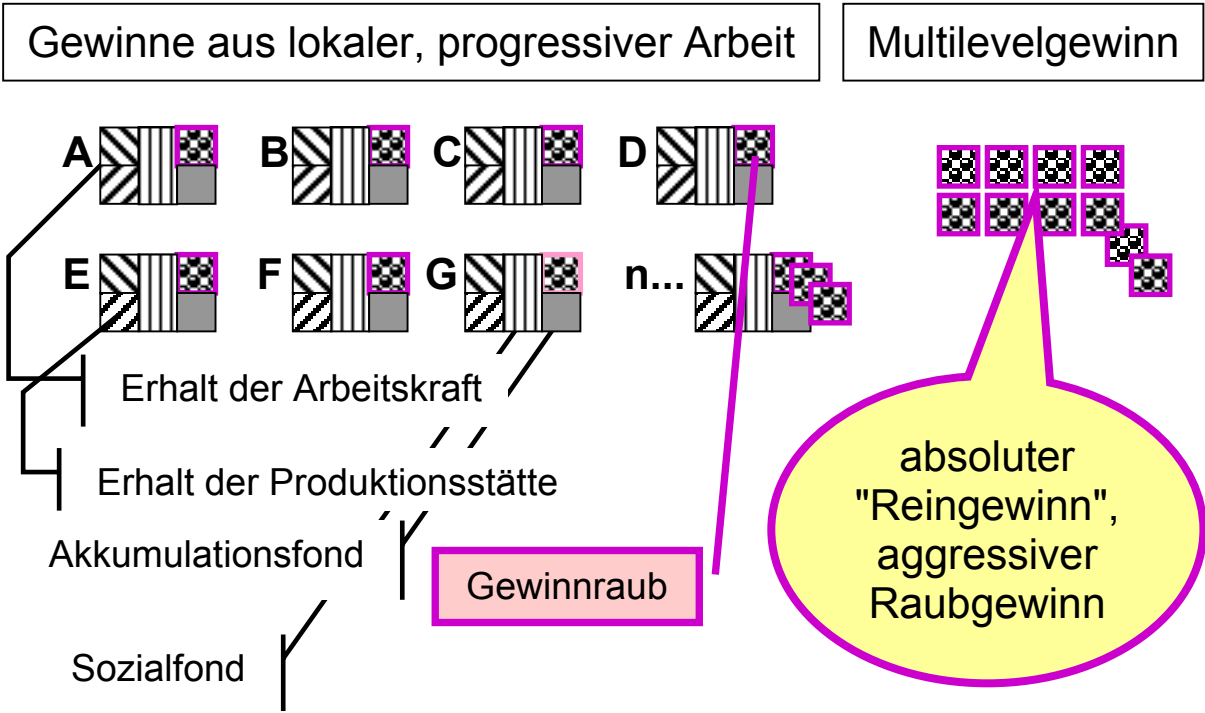 Gewinne aus lokaler, progressiver Arbeit
Multilevelgewinn
A
B
C
D
E
F
G
n...
Erhalt der Arbeitskraft
Erhalt der Produktionsstätte
Akkumulationsfond
Gewinnraub
Sozialfond
absoluter
"Reingewinn",
aggressiver
Raubgewinn